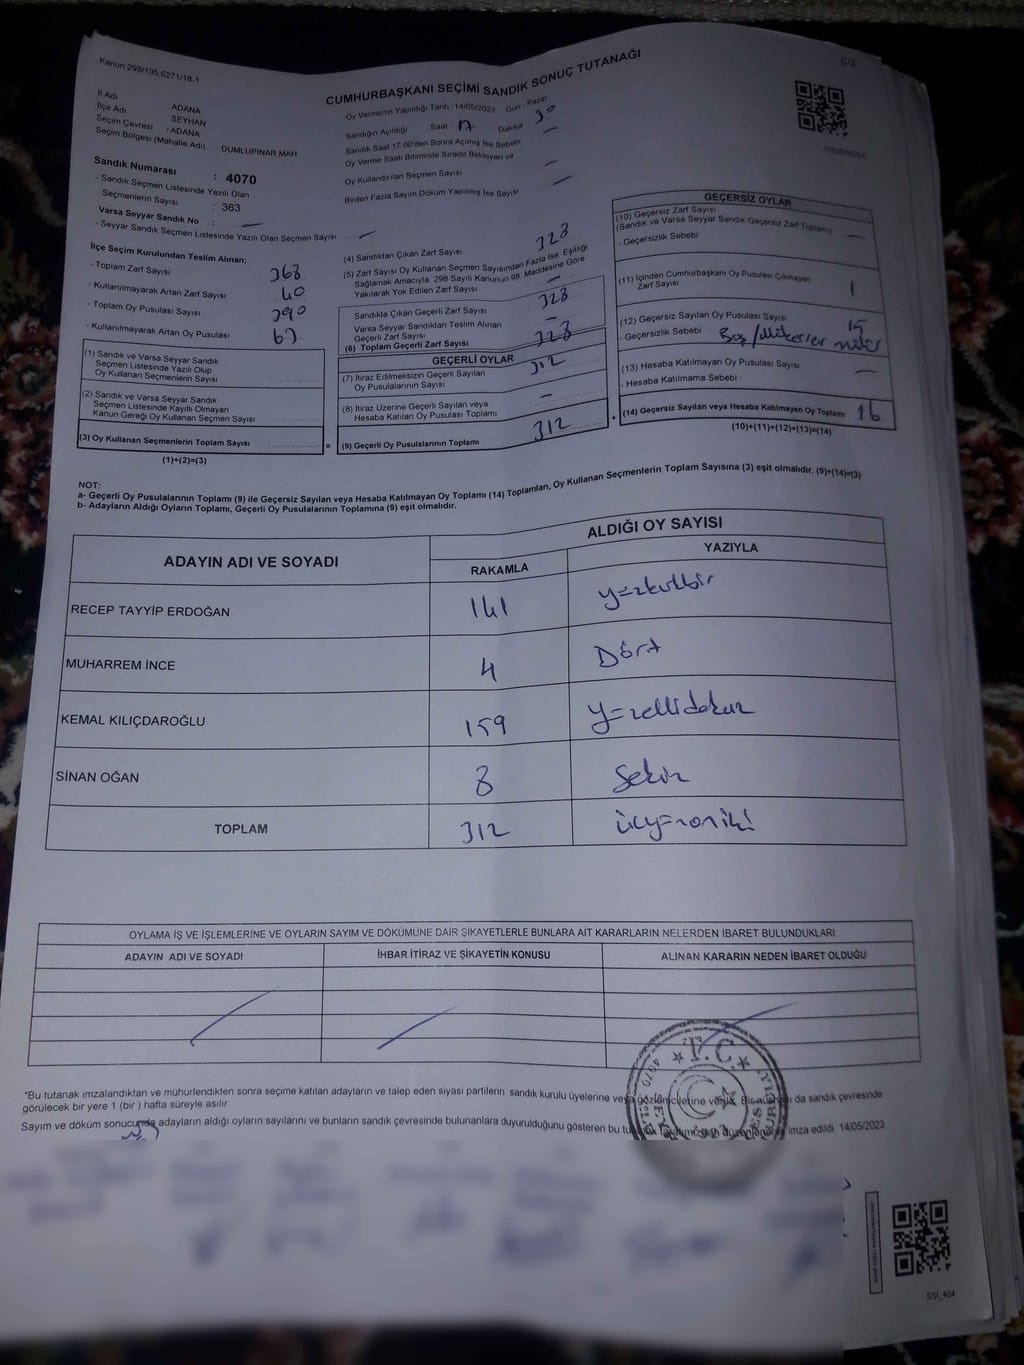 Kanun:298/105,6271/18-1
C/2
CUMHURBAŞKANI SEÇİMİ SANDIK SONUÇ TUTANAĞI
İl Adı ADANA
İlçe Adı SEYHAN
Seçim Çevresi : ADANA
Seçim Bölgesi (Mahalle Adı) DUMLUPINAR MAH
Oy Vermenin Yapıldığı Tarih : 14/05/2023 Gün : Pazar
Sandığın Açıldığı Saat 17 Dakika 30
Sandık Saat 17:00'den Sonra Açılmış İse Sebebi —
Oy Verme Saati Bitiminde Sırada Bekleyen ve
Oy Kullandırılan Seçmen Sayısı —
Birden Fazla Sayım Döküm Yapılmış İse Sayısı —
Sandık Numarası : 4070
- Sandık Seçmen Listesinde Yazılı Olan
Seçmenlerin Sayısı : 363
Varsa Seyyar Sandık No : —
- Seyyar Sandık Seçmen Listesinde Yazılı Olan Seçmen Sayısı —
İlçe Seçim Kurulundan Teslim Alınan;
- Toplam Zarf Sayısı 368
- Kullanılmayarak Artan Zarf Sayısı 40
- Toplam Oy Pusulası Sayısı 390
- Kullanılmayarak Artan Oy Pusulası
(1) Sandık ve Varsa Seyyar Sandık
Seçmen Listesinde Yazılı Olup
Oy Kullanan Seçmenlerin Sayısı
(2) Sandık ve Varsa Seyyar Sandık
Seçmen Listesinde Kayıtlı Olmayan
Kanun Gereği Oy Kullanan Seçmen Sayısı
(3) Oy Kullanan Seçmenlerin Toplam Sayısı :
(1)+(2)=(3)
(4) Sandıktan Çıkan Zarf Sayısı 328
(5) Zarf Sayısı Oy Kullanan Seçmen Sayısından Fazla İse, Eşitliği
Sağlamak Amacıyla, 298 Sayılı Kanunun 98. Maddesine Göre
Yakılarak Yok Edilen Zarf Sayısı —
Sandıkta Çıkan Geçerli Zarf Sayısı 328
Varsa Seyyar Sandıktan Teslim Alınan
Geçerli Zarf Sayısı —
(6) Toplam Geçerli Zarf Sayısı 328
GEÇERLİ OYLAR
(7) İtiraz Edilmeksizin Geçerli Sayılan
Oy Pusulalarının Sayısı 312
(8) İtiraz Üzerine Geçerli Sayılan veya
Hesaba Katılan Oy Pusulası Toplamı —
(9) Geçerli Oy Pusulalarının Toplamı 312
GEÇERSİZ OYLAR
(10) Geçersiz Zarf Sayısı
(Sandık ve Varsa Seyyar Sandık Geçersiz Zarf Toplamı) —
- Geçersizlik Sebebi
(11) İçinden Cumhurbaşkanı Oy Pusulası Çıkmayan
Zarf Sayısı 1
(12) Geçersiz Sayılan Oy Pusulası Sayısı 15
- Geçersizlik Sebebi : Boş/Mükerrer mühür
(13) Hesaba Katılmayan Oy Pusulası Sayısı —
- Hesaba Katılmama Sebebi :
(14) Geçersiz Sayılan veya Hesaba Katılmayan Oy Toplamı 16
(10)+(11)+(12)+(13)=(14)
NOT:
a- Geçerli Oy Pusulalarının Toplamı (9) ile Geçersiz Sayılan veya Hesaba Katılmayan Oy Toplamı (14) Toplamları, Oy Kullanan Seçmenlerin Toplam Sayısına (3) eşit olmalıdır. (9)+(14)=(3)
b- Adayların Aldığı Oyların Toplamı, Geçerli Oy Pusulalarının Toplamına (9) eşit olmalıdır.
ADAYIN ADI VE SOYADI ALDIĞI OY SAYISI
RAKAMLA YAZIYLA
RECEP TAYYİP ERDOĞAN 141 yüzkırkbir
MUHARREM İNCE 4 Dört
KEMAL KILIÇDAROĞLU 159 yüzellidokuz
SİNAN OĞAN 8 Sekiz
TOPLAM 312 üçyüzoniki
OYLAMA İŞ VE İŞLEMLERİNE VE OYLARIN SAYIM VE DÖKÜMÜNE DAİR ŞİKAYETLERLE BUNLARA AİT KARARLARIN NELERDEN İBARET BULUNDUKLARI
ADAYIN ADI VE SOYADI İHBAR İTİRAZ VE ŞİKAYETİN KONUSU ALINAN KARARIN NEDEN İBARET OLDUĞU
*Bu tutanak imzalandıktan ve mühürlendikten sonra seçime katılan adayların ve talep eden siyasi partilerin sandık kurulu üyelerine veya gözlemcilerine verilir. Bir da sandık çevresinde
görülecek bir yere 1 (bir ) hafta süreyle asılır.
Sayım ve döküm sonucunda adayların aldığı oyların sayılarını ve bunların sandık çevresinde bulunanlara duyurulduğunu gösteren bu düzenlenerek imza edildi. 14/05/2023
T.C.
4070
SSI_404